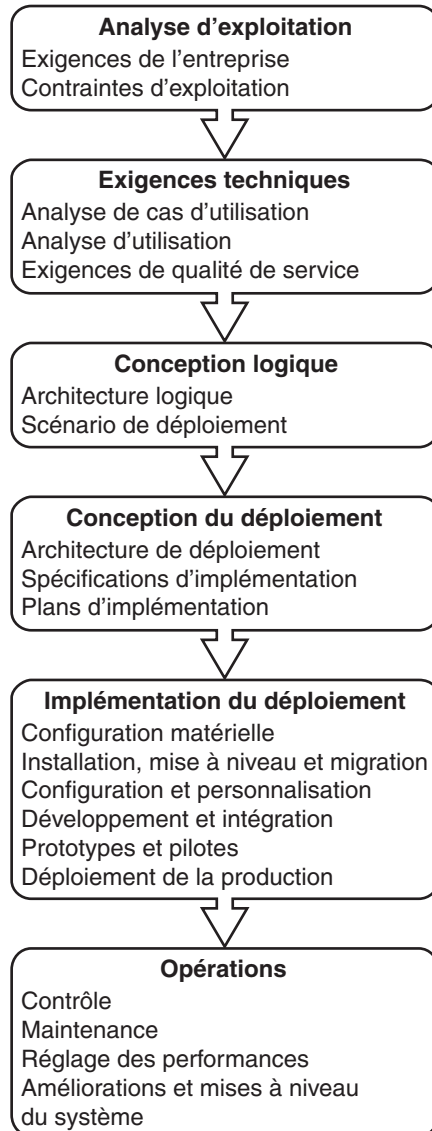 Analyse d'exploitation
Exigences de l'entreprise
Contraintes d'exploitation
Exigences techniques
Analyse de cas d'utilisation
Analyse d'utilisation
Exigences de qualité de service
Conception logique
Architecture logique
Scénario de déploiement
Conception du déploiement
Architecture de déploiement
Spécifications d'implémentation
Plans d'implémentation
Implémentation du déploiement
Configuration matérielle
Installation, mise à niveau et migration
Configuration et personnalisation
Développement et intégration
Prototypes et pilotes
Déploiement de la production
Opérations
Contrôle
Maintenance
Réglage des performances
Améliorations et mises à niveau
du système